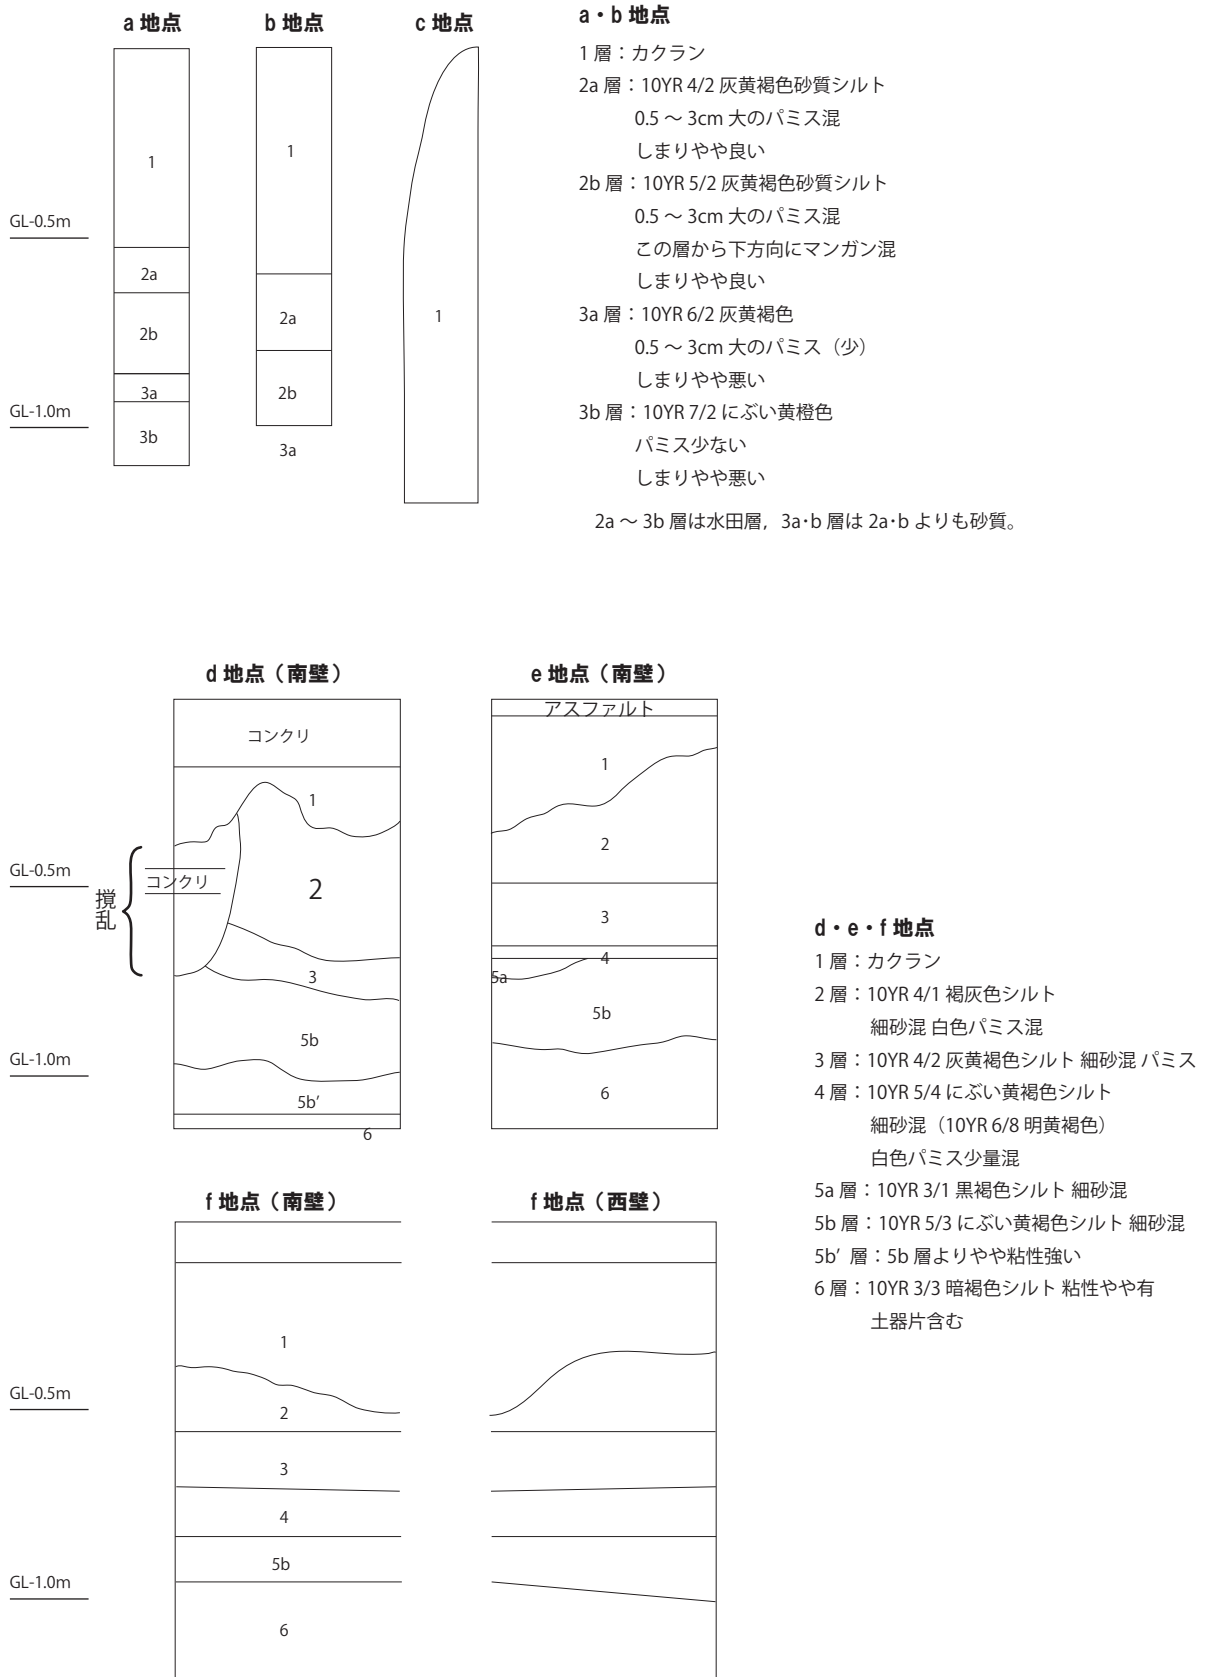 a 地点
b 地点
c 地点
1
2a
2b
3a
3b
1
2a
2b
3a
1
GL-0.5m
GL-1.0m
a・b 地点
1 層：カクラン
2a 層：10YR 4/2 灰黄褐色砂質シルト
0.5 ～ 3cm 大のパミス混
しまりやや良い
2b 層：10YR 5/2 灰黄褐色砂質シルト
0.5 ～ 3cm 大のパミス混
この層から下方向にマンガン混
しまりやや良い
3a 層：10YR 6/2 灰黄褐色
0.5 ～ 3cm 大のパミス（少）
しまりやや悪い
3b 層：10YR 7/2 にぶい黄橙色
パミス少ない
しまりやや悪い
2a ～ 3b 層は水田層，3a･b 層は 2a･b よりも砂質。
d 地点（南壁）
コンクリ
1
コンクリ
2
3
5b
5b′
6
GL-0.5m
撹乱
GL-1.0m
e 地点（南壁）
アスファルト
1
2
3
4
5a
5b
6
d・e・f 地点
1 層：カクラン
2 層：10YR 4/1 褐灰色シルト
細砂混 白色パミス混
3 層：10YR 4/2 灰黄褐色シルト 細砂混 パミス
4 層：10YR 5/4 にぶい黄褐色シルト
細砂混（10YR 6/8 明黄褐色）
白色パミス少量混
5a 層：10YR 3/1 黒褐色シルト 細砂混
5b 層：10YR 5/3 にぶい黄褐色シルト 細砂混
5b′ 層：5b 層よりやや粘性強い
6 層：10YR 3/3 暗褐色シルト 粘性やや有
土器片含む
f 地点（南壁）
1
2
3
4
5b
6
GL-0.5m
GL-1.0m
f 地点（西壁）